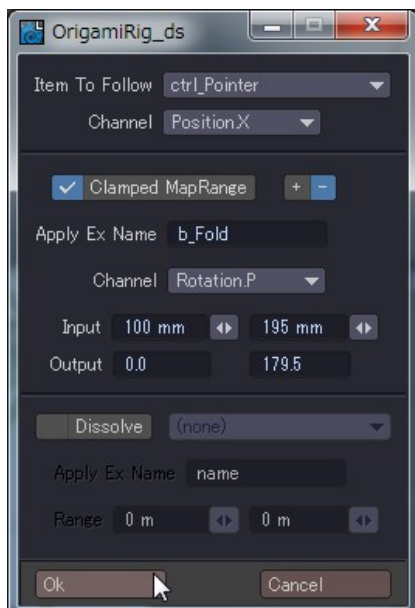 OrigamiRig_ds
Item To Follow ctrl_Pointer
Channel Position.X
Clamped MapRange + -
Apply Ex Name b_Fold
Channel Rotation.P
Input 100 mm 195 mm
Output 0.0 179.5
Dissolve (none)
Apply Ex Name name
Range 0 m 0 m
Ok Cancel